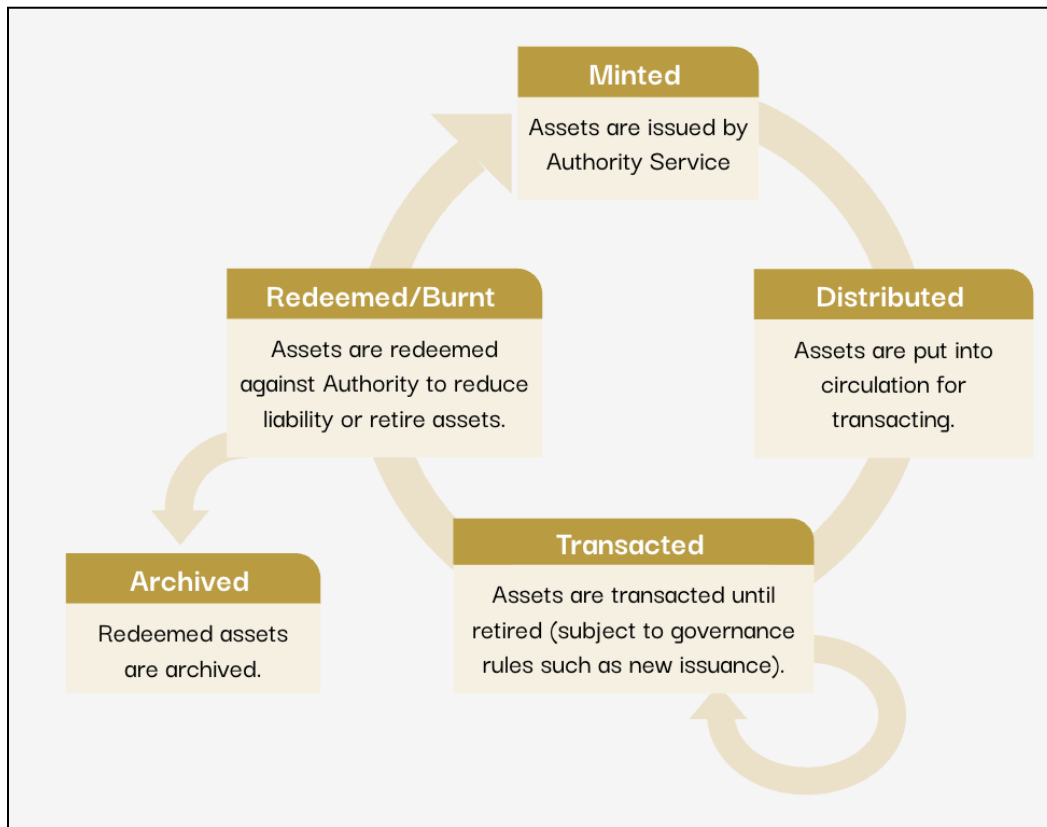 Minted
Assets are issued by
Authority Service
Redeemed/Burnt
Assets are redeemed
against Authority to reduce
liability or retire assets.
Distributed
Assets are put into
circulation for
transacting.
Transacted
Assets are transacted until
retired (subject to governance
rules such as new issuance).
Archived
Redeemed assets
are archived.